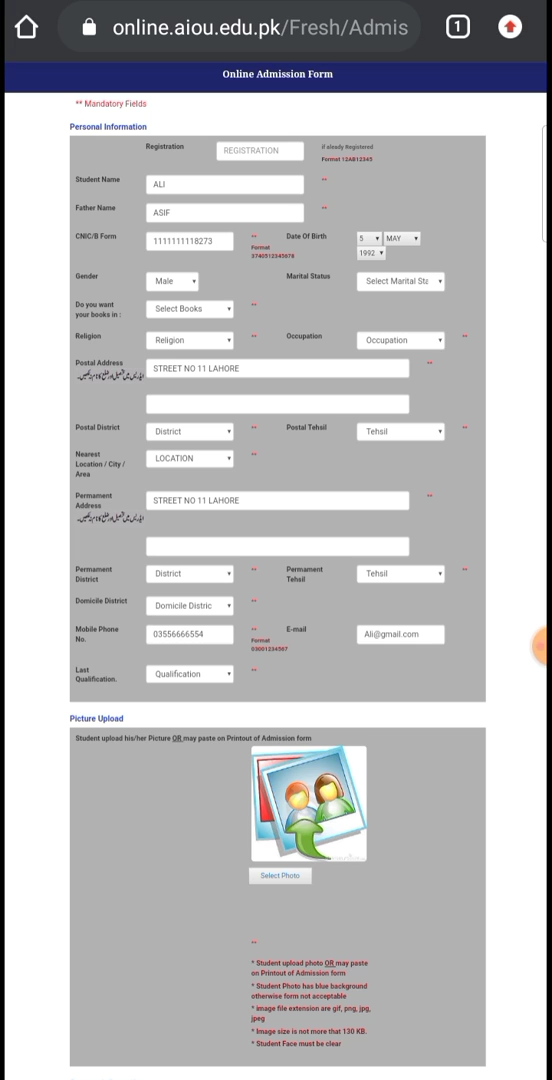 online.aiou.edu.pk/Fresh/Admis
1
Online Admission Form
** Mandatory Fields
Personal Information
Registration REGISTRATION if already Registered
Format 12AB12345
Student Name ALI **
Father Name ASIF **
CNIC/B Form 1111111118273 ** Format 3740512345678 Date Of Birth 5 MAY 1992
Gender Male Marital Status Select Marital Sta
Do you want your books in : Select Books **
Religion Religion ** Occupation Occupation **
Postal Address STREET NO 11 LAHORE **
Postal District District ** Postal Tehsil Tehsil **
Nearest Location / City / Area LOCATION **
Permament Address STREET NO 11 LAHORE **
Permament District District ** Permament Tehsil Tehsil **
Domicile District Domicile Distric **
Mobile Phone No. 03556666554 ** Format 03001234567 E-mail Ali@gmail.com
Last Qualification. Qualification **
Picture Upload
Student upload his/her Picture OR may paste on Printout of Admission form
Select Photo
**
* Student upload photo OR may paste
on Printout of Admission form
* Student Photo has blue background
otherwise form not acceptable
* Image file extension are gif, png, jpg,
jpeg
* Image size is not more that 130 KB.
* Student Face must be clear